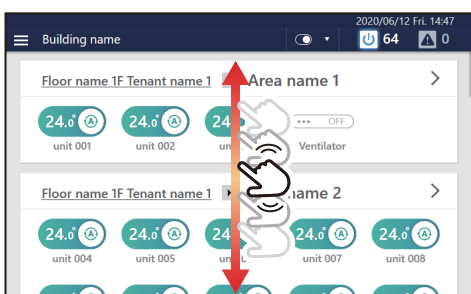 2020/06/12 Fri. 14:47
Building name 64 0
Floor name 1F Tenant name 1 Area name 1
24.0° A 24.0° A 24 OFF
unit 001 unit 002 un Ventilator
Floor name 1F Tenant name 1 name 2
24.0° A 24.0° A 24 24.0° A 24.0° A
unit 004 unit 005 unit 007 unit 008